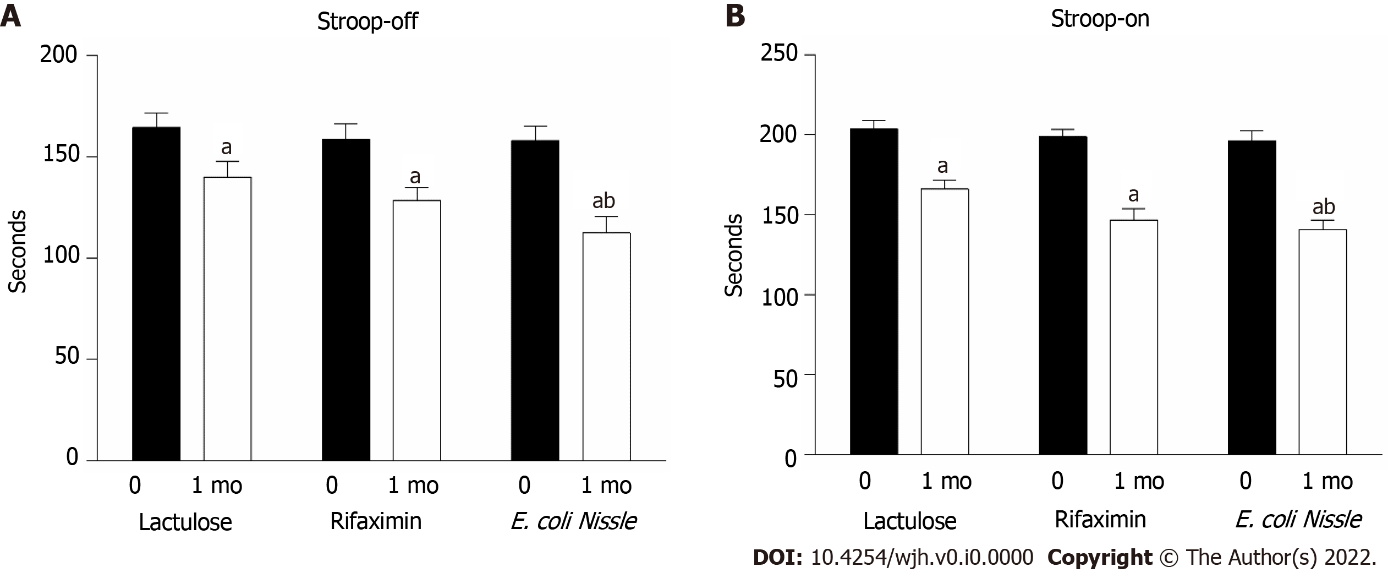 A
Stroop-off
200
150
100
50
0
Seconds
a
a
ab
0 1 mo 0 1 mo 0 1 mo
Lactulose Rifaximin E. coli Nissle
B
Stroop-on
250
200
150
100
50
0
Seconds
a
a
ab
0 1 mo 0 1 mo 0 1 mo
Lactulose Rifaximin E. coli Nissle
DOI: 10.4254/wjh.v0.i0.0000 Copyright © The Author(s) 2022.